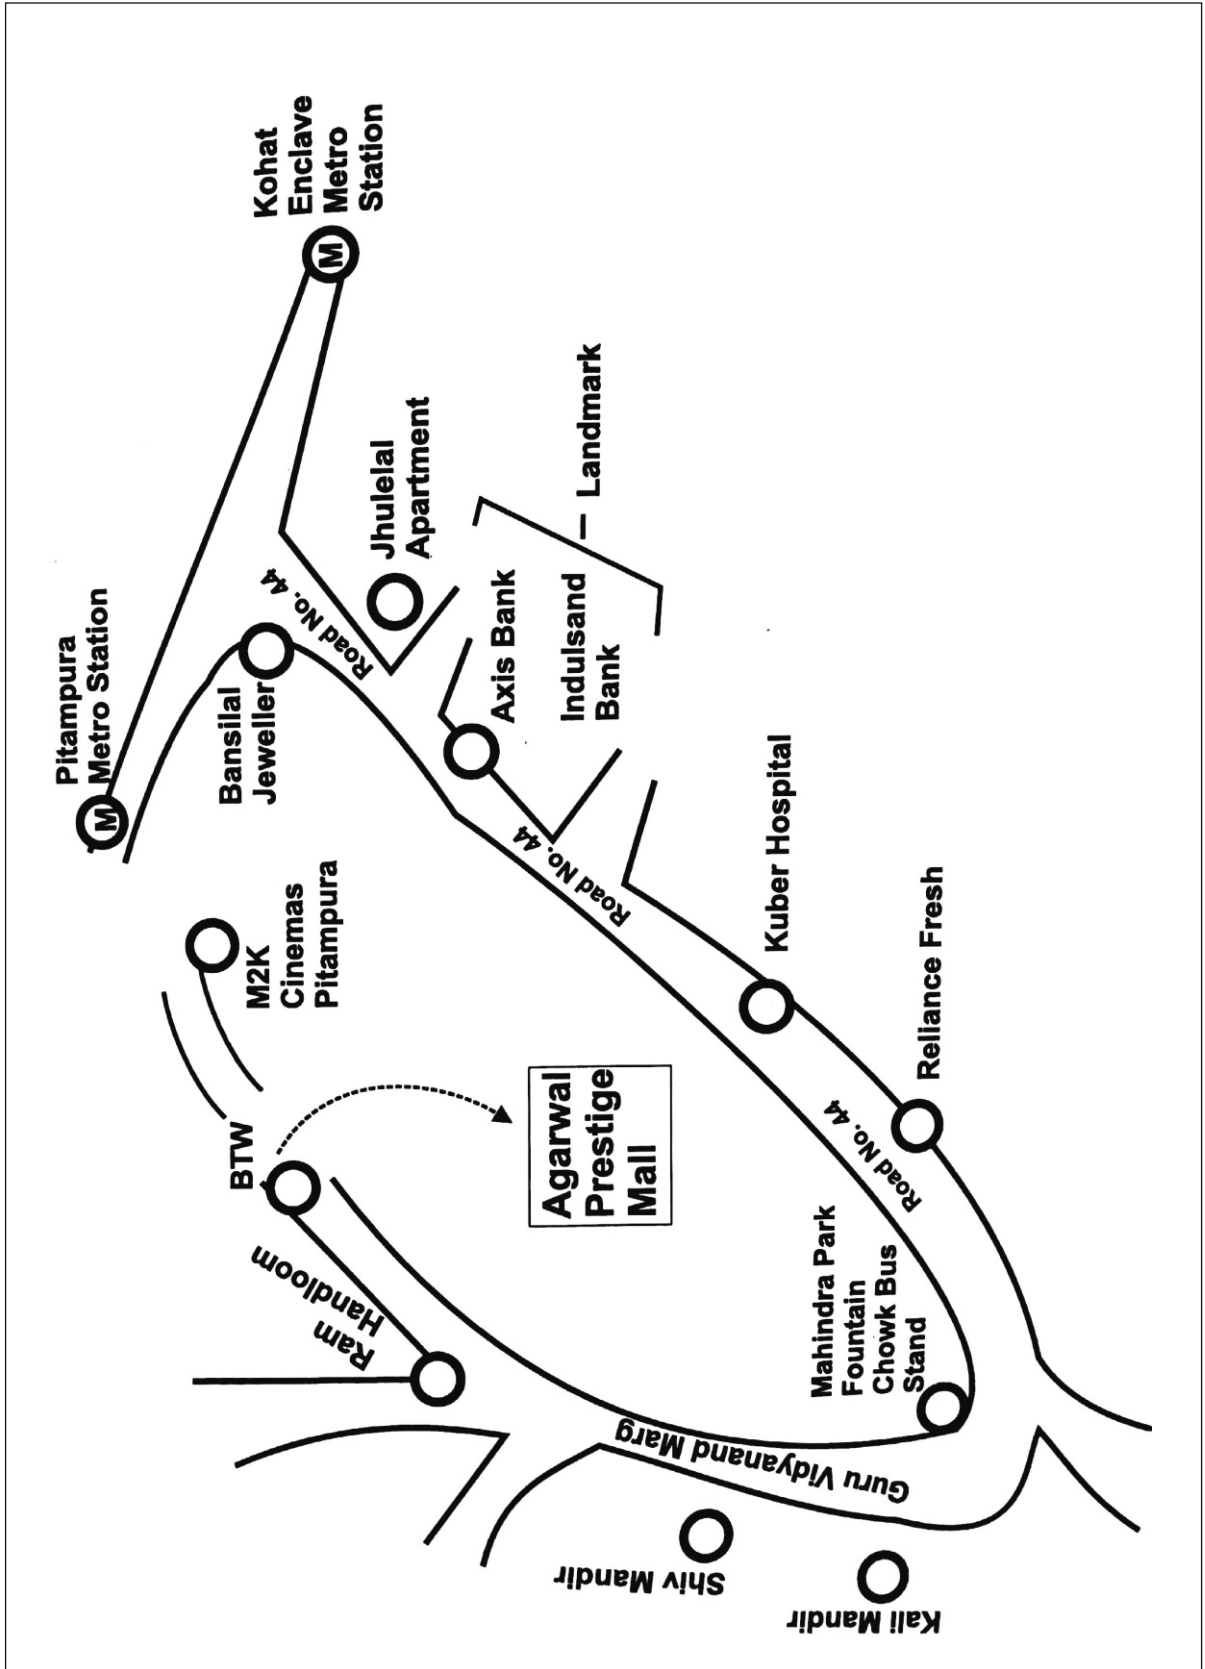 Kohat
Enclave
Metro
Station
M
Pitampura
Metro Station
M
Bansilal
Jeweller
Road No. 44
Jhulelal
Apartment
Landmark
Axis Bank
Indulsand
Bank
Road No. 44
M2K
Cinemas
Pitampura
Kuber Hospital
Reliance Fresh
BTW
Agarwal
Prestige
Mall
Road No. 44
Ram
Handloom
Mahindra Park
Fountain
Chowk Bus
Stand
Guru Vidyanand Marg
Shiv Mandir
Kali Mandir